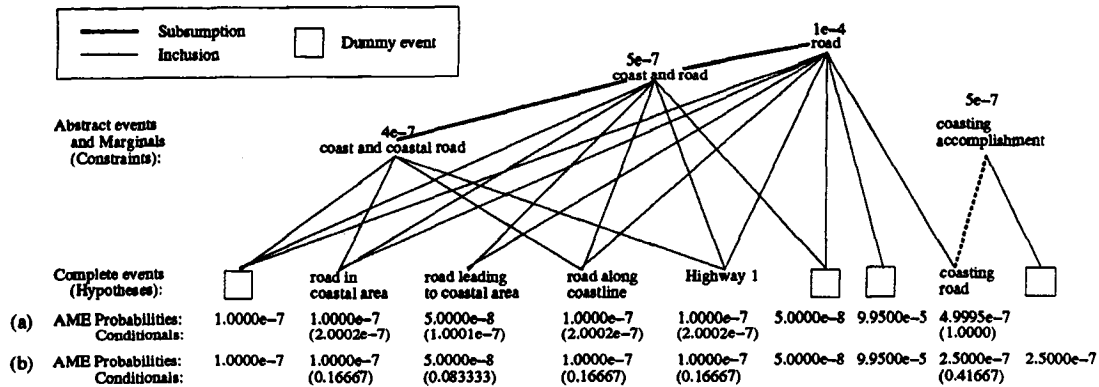 Subsumption
Inclusion
Dummy event
1e–4
road
5e–7
coast and road
5e–7
coasting
accomplishment
Abstract events
and Marginals
(Constraints):
4e–7
coast and coastal road
Complete events
(Hypotheses):
road in
coastal area
road leading
to coastal area
road along
coastline
Highway 1
coasting
road
(a) AME Probabilities: 1.0000e–7 1.0000e–7 5.0000e–8 1.0000e–7 1.0000e–7 5.0000e–8 9.9500e–5 4.9995e–7
Conditionals: (2.0002e–7) (1.0001e–7) (2.0002e–7) (2.0002e–7) (1.0000)
(b) AME Probabilities: 1.0000e–7 1.0000e–7 5.0000e–8 1.0000e–7 1.0000e–7 5.0000e–8 9.9500e–5 2.5000e–7 2.5000e–7
Conditionals: (0.16667) (0.083333) (0.16667) (0.16667) (0.41667)